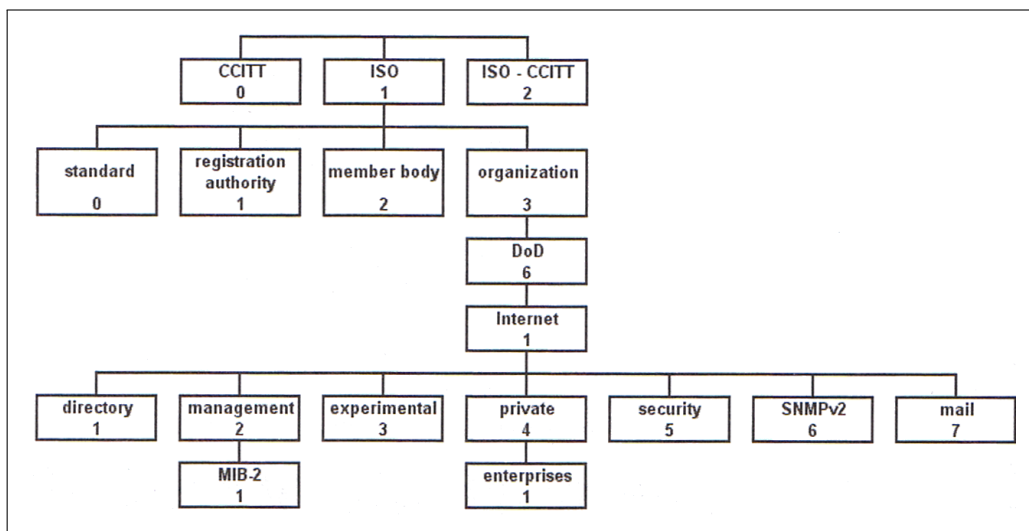 CCITT
0
ISO
1
ISO - CCITT
2
standard
0
registration
authority
1
member body
2
organization
3
DoD
6
Internet
1
directory
1
management
2
experimental
3
private
4
security
5
SNMPv2
6
mail
7
MIB-2
1
enterprises
1